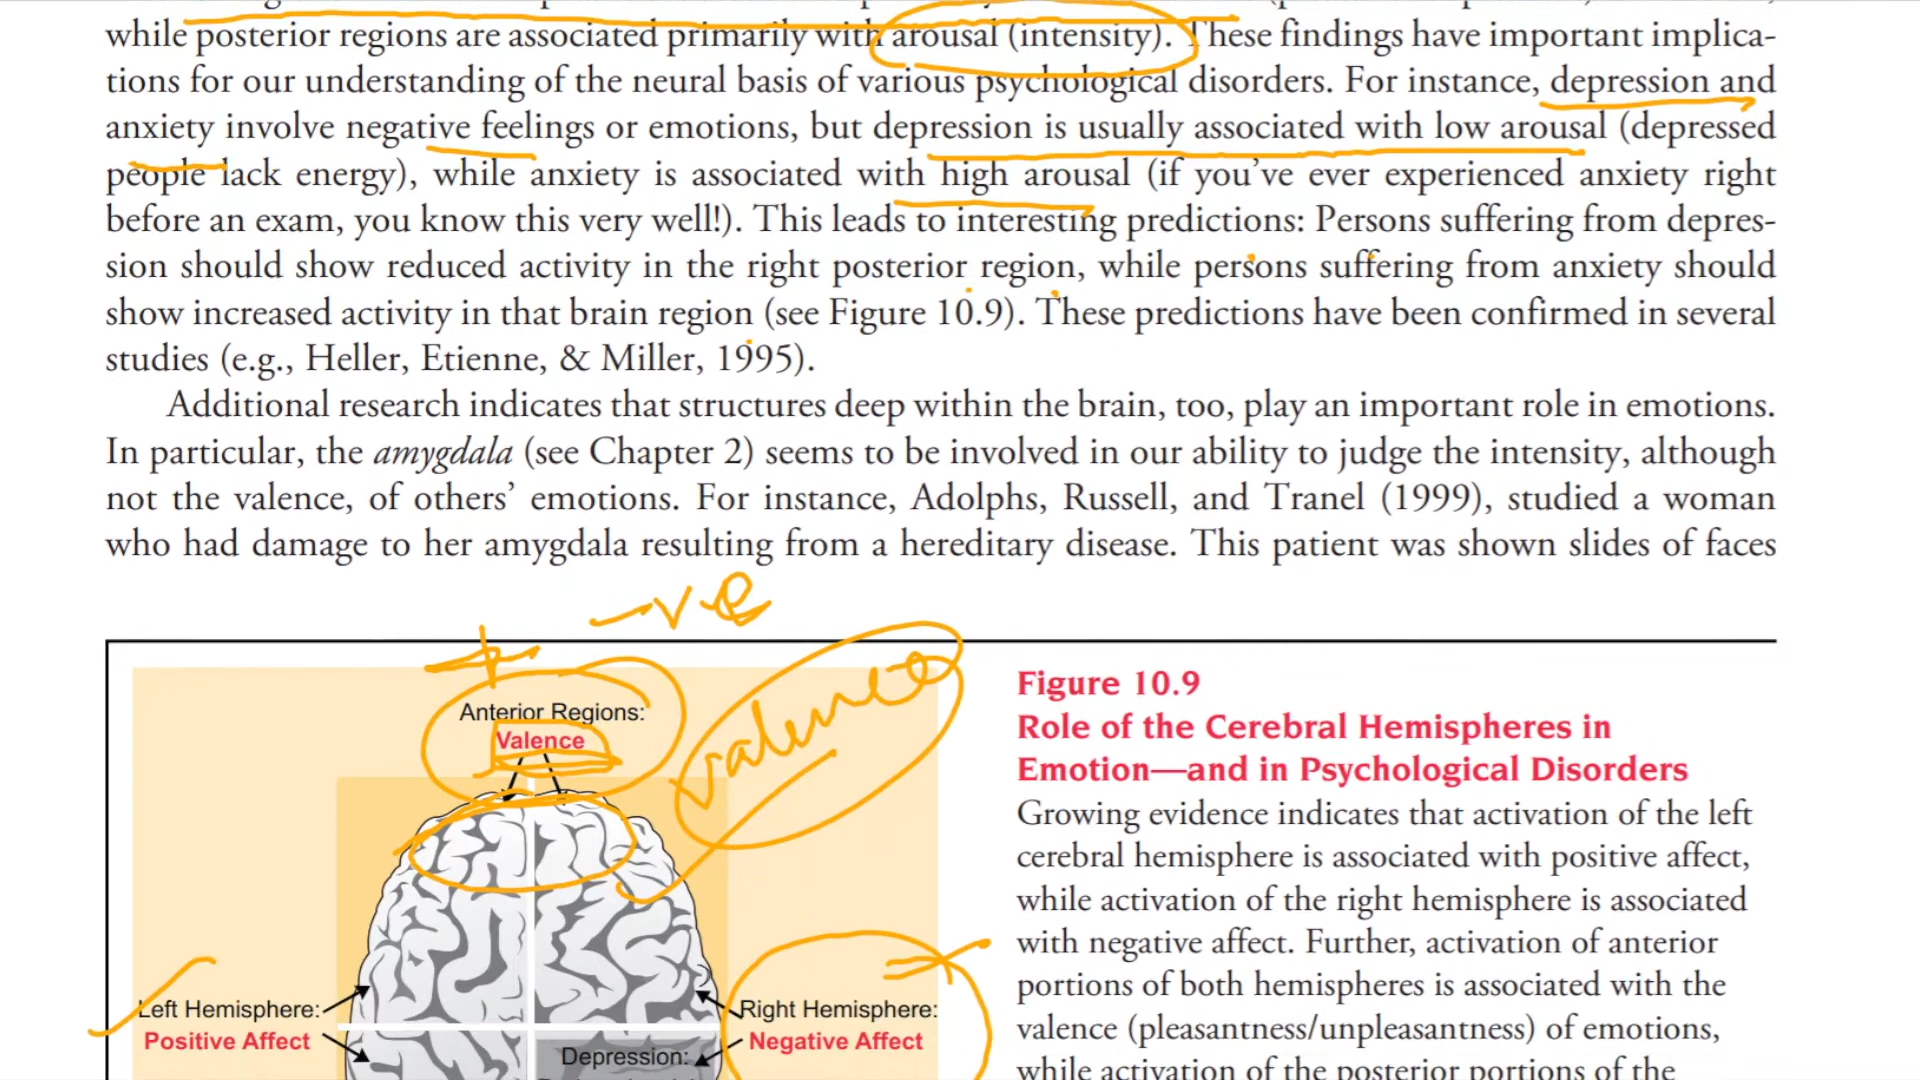 while posterior regions are associated primarily with arousal (intensity). These findings have important implica-
tions for our understanding of the neural basis of various psychological disorders. For instance, depression and
anxiety involve negative feelings or emotions, but depression is usually associated with low arousal (depressed
people lack energy), while anxiety is associated with high arousal (if you’ve ever experienced anxiety right
before an exam, you know this very well!). This leads to interesting predictions: Persons suffering from depres-
sion should show reduced activity in the right posterior region, while persons suffering from anxiety should
show increased activity in that brain region (see Figure 10.9). These predictions have been confirmed in several
studies (e.g., Heller, Etienne, & Miller, 1995).
Additional research indicates that structures deep within the brain, too, play an important role in emotions.
In particular, the amygdala (see Chapter 2) seems to be involved in our ability to judge the intensity, although
not the valence, of others’ emotions. For instance, Adolphs, Russell, and Tranel (1999), studied a woman
who had damage to her amygdala resulting from a hereditary disease. This patient was shown slides of faces
-ve
+
Anterior Regions:
Valence
valence
Left Hemisphere:
Positive Affect
Right Hemisphere:
Negative Affect
Depression:
Figure 10.9
Role of the Cerebral Hemispheres in
Emotion—and in Psychological Disorders
Growing evidence indicates that activation of the left
cerebral hemisphere is associated with positive affect,
while activation of the right hemisphere is associated
with negative affect. Further, activation of anterior
portions of both hemispheres is associated with the
valence (pleasantness/unpleasantness) of emotions,
while activation of the posterior portions of the